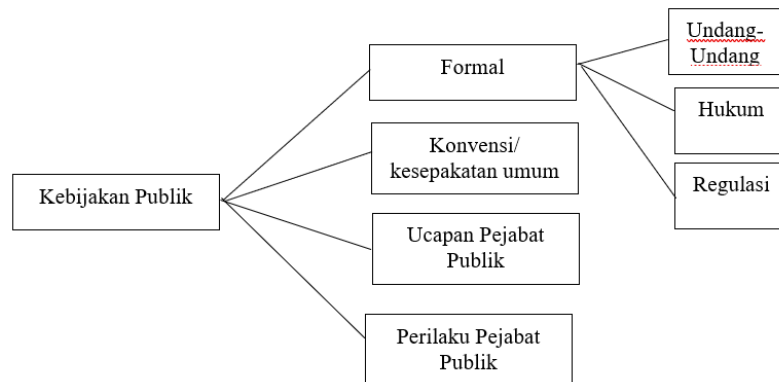 Kebijakan Publik
Formal
Konvensi/
kesepakatan umum
Ucapan Pejabat
Publik
Perilaku Pejabat
Publik
Undang-
Undang
Hukum
Regulasi